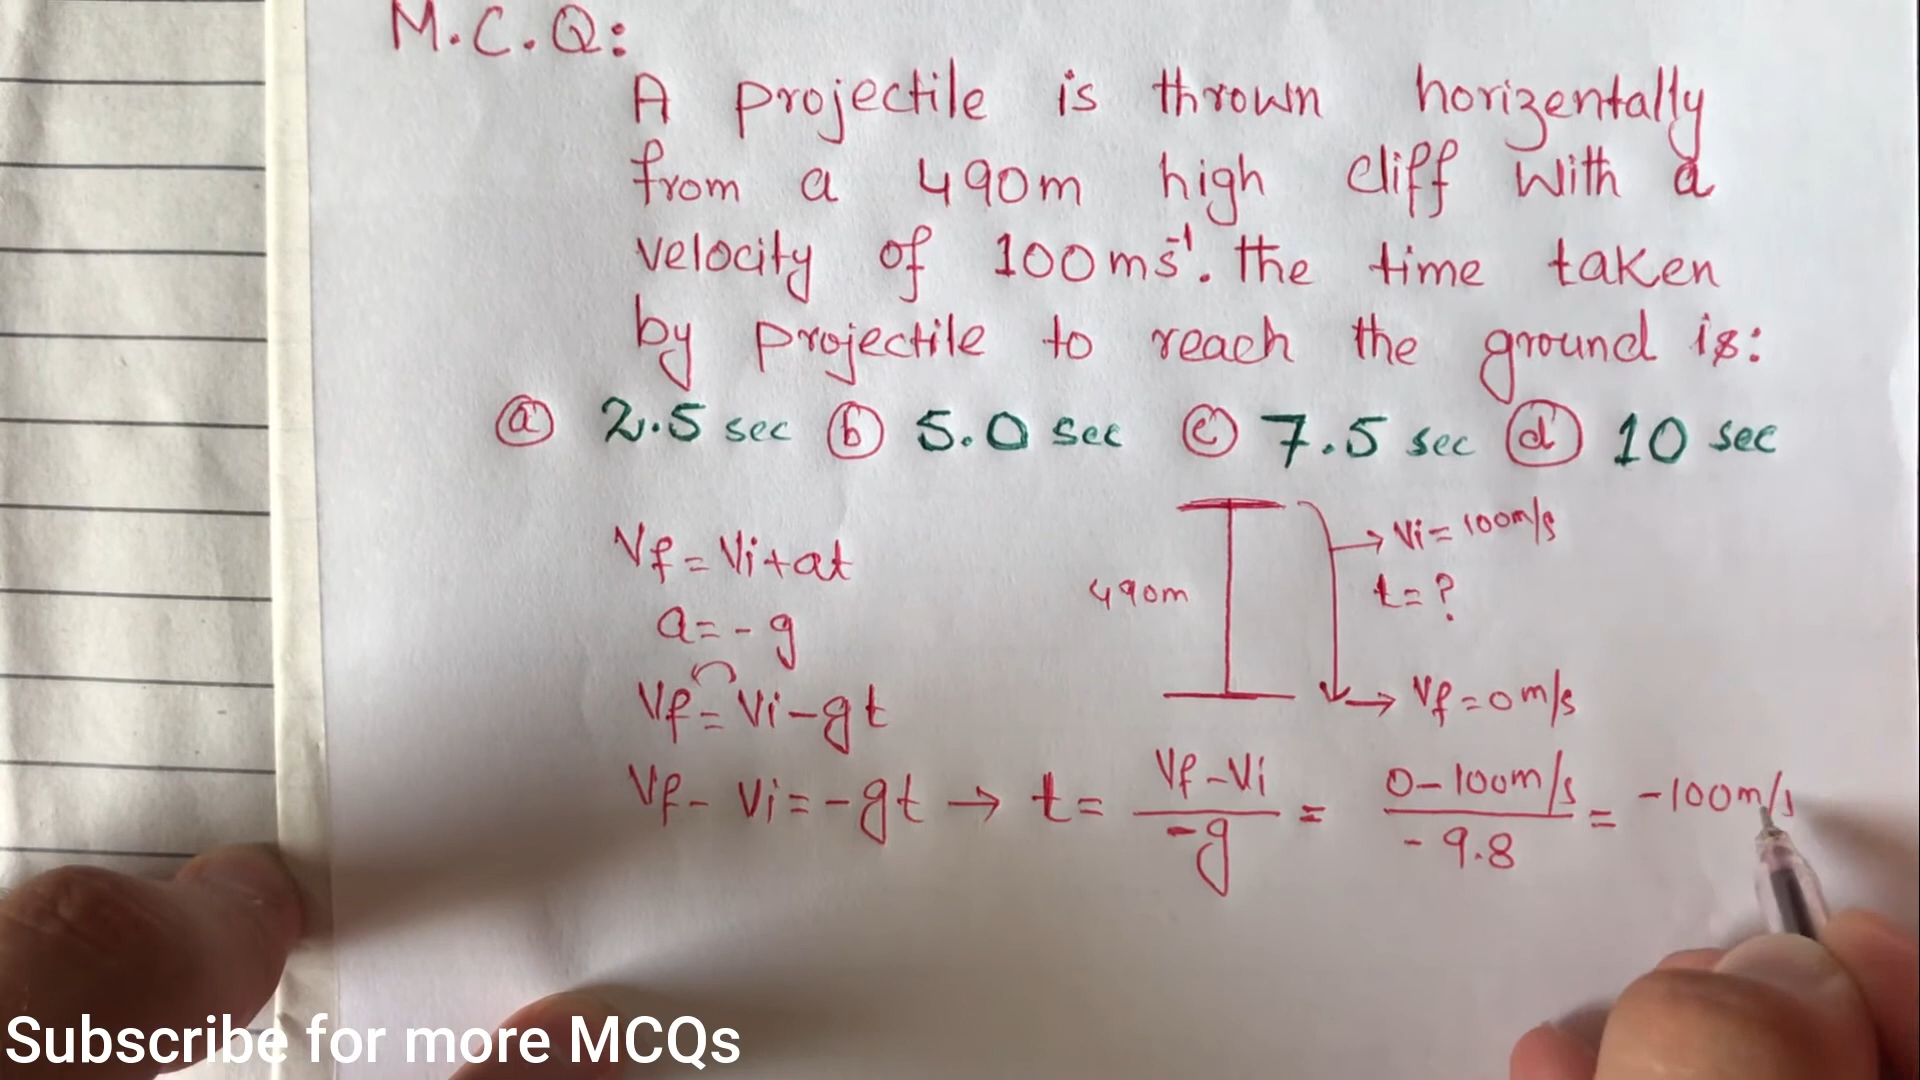 M.C.Q:
A projectile is thrown horizentally
from a 490m high cliff with a
velocity of 100ms⁻¹. the time taken
by projectile to reach the ground is:
(a) 2.5 sec (b) 5.0 sec (c) 7.5 sec (d) 10 sec
Vf = Vi + at
a = - g
Vf = Vi - gt
Vf - Vi = - gt → t = Vf - Vi / -g = 0 - 100m/s / - 9.8 = -100m/s
490m
→ Vi = 100m/s
t = ?
→ Vf = 0 m/s
Subscribe for more MCQs